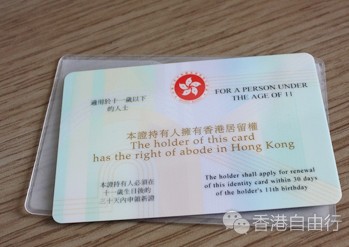 適用於十一歲以下
的人士
FOR A PERSON UNDER
THE AGE OF 11
本證持有人擁有香港居留權
The holder of this card
has the right of abode in Hong Kong
本證持有人必須在
十一歲生日後的
三十天內申領新證
The holder shall apply for renewal
of this identity card within 30 days
of the holder's 11th birthday
香港自由行